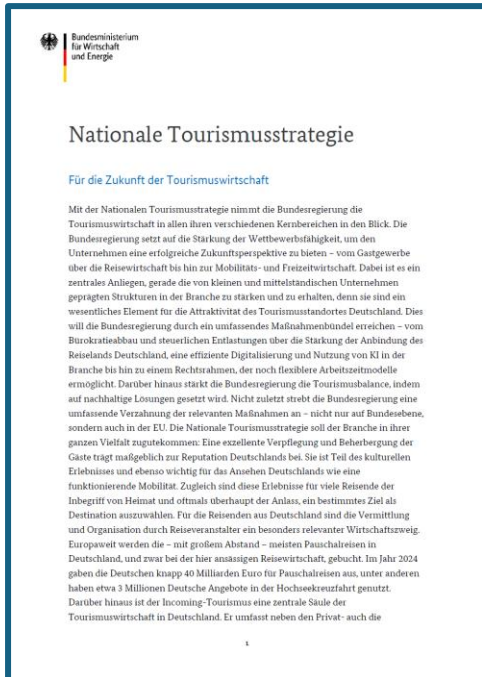 Bundesministerium
für Wirtschaft
und Energie
Nationale Tourismusstrategie
Für die Zukunft der Tourismuswirtschaft
Mit der Nationalen Tourismusstrategie nimmt die Bundesregierung die
Tourismuswirtschaft in allen ihren verschiedenen Kernbereichen in den Blick. Die
Bundesregierung setzt auf die Stärkung der Wettbewerbsfähigkeit, um den
Unternehmen eine erfolgreiche Zukunftsperspektive zu bieten – vom Gastgewerbe
über die Reisewirtschaft bis hin zur Mobilitäts- und Freizeitwirtschaft. Dabei ist es ein
zentrales Anliegen, gerade die von kleinen und mittelständischen Unternehmen
geprägten Strukturen in der Branche zu stärken und zu erhalten, denn sie sind ein
wesentliches Element für die Attraktivität des Tourismusstandortes Deutschland. Dies
will die Bundesregierung durch ein umfassendes Maßnahmenbündel erreichen – vom
Bürokratieabbau und steuerlichen Entlastungen über die Stärkung der Anbindung des
Reiselands Deutschland, eine effiziente Digitalisierung und Nutzung von KI in der
Branche bis hin zu einem Rechtsrahmen, der noch flexiblere Arbeitszeitmodelle
ermöglicht. Darüber hinaus stärkt die Bundesregierung die Tourismusbalance, indem
auf nachhaltige Lösungen gesetzt wird. Nicht zuletzt strebt die Bundesregierung eine
umfassende Verzahnung der relevanten Maßnahmen an – nicht nur auf Bundesebene,
sondern auch in der EU. Die Nationale Tourismusstrategie soll der Branche in ihrer
ganzen Vielfalt zugutekommen: Eine exzellente Verpflegung und Beherbergung der
Gäste trägt maßgeblich zur Reputation Deutschlands bei. Sie ist Teil des kulturellen
Erlebnisses und ebenso wichtig für das Ansehen Deutschlands wie eine
funktionierende Mobilität. Zugleich sind diese Erlebnisse für viele Reisende der
Inbegriff von Heimat und oftmals überhaupt der Anlass, ein bestimmtes Ziel als
Destination auszuwählen. Für die Reisenden aus Deutschland sind die Vermittlung
und Organisation durch Reiseveranstalter ein besonders relevanter Wirtschaftszweig.
Europaweit werden die – mit großem Abstand – meisten Pauschalreisen in
Deutschland, und zwar bei der hier ansässigen Reisewirtschaft, gebucht. Im Jahr 2024
gaben die Deutschen knapp 40 Milliarden Euro für Pauschalreisen aus, unter anderen
haben etwa 3 Millionen Deutsche Angebote in der Hochseekreuzfahrt genutzt.
Darüber hinaus ist der Incoming-Tourismus eine zentrale Säule der
Tourismuswirtschaft in Deutschland. Er umfasst neben den Privat- auch die
1